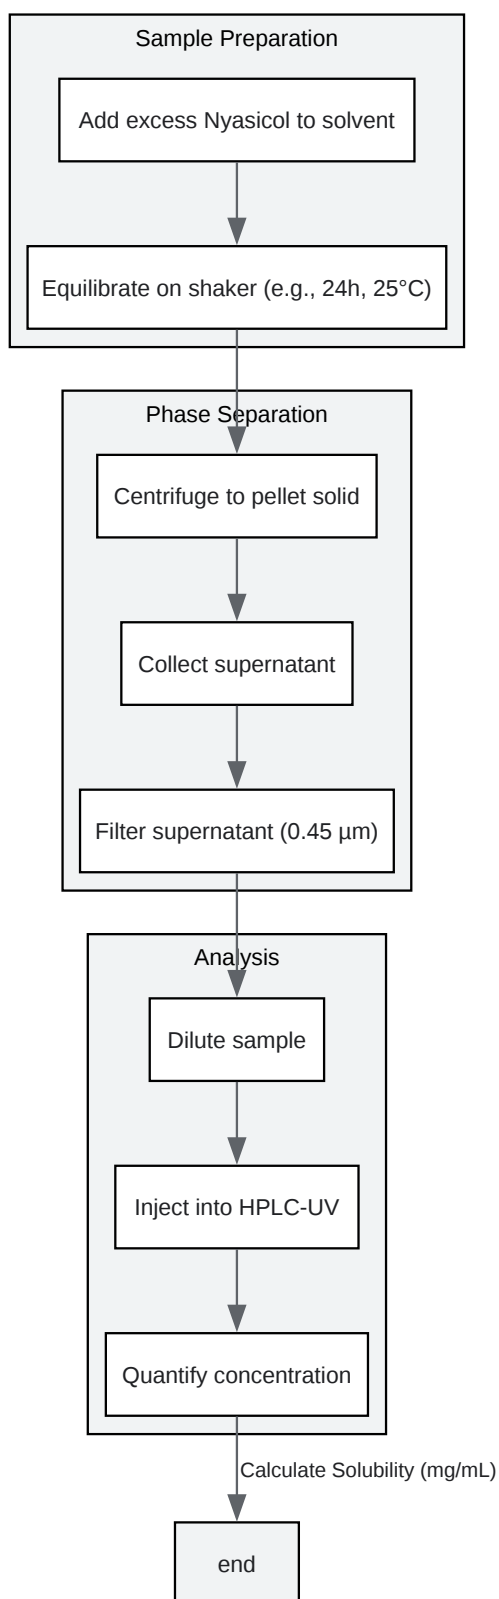 Sample Preparation
Add excess Nyasicol to solvent
Equilibrate on shaker (e.g., 24h, 25°C)
Phase Separation
Centrifuge to pellet solid
Collect supernatant
Filter supernatant (0.45 µm)
Analysis
Dilute sample
Inject into HPLC-UV
Quantify concentration
Calculate Solubility (mg/mL)
end